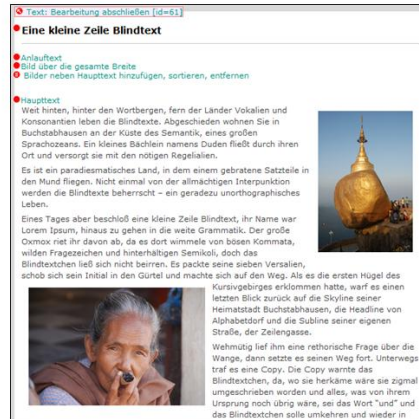 Text: Bearbeitung abschließen [id=61]
Eine kleine Zeile Blindtext
Anlauftext
Bild über die gesamte Breite
Bilder neben Haupttext hinzufügen, sortieren, entfernen
Haupttext
Weit hinten, hinter den Wortbergen, fern der Länder Vokalien und
Konsonantien leben die Blindtexte. Abgeschieden wohnen Sie in
Buchstabhausen an der Küste des Semantik, eines großen
Sprachozeans. Ein kleines Bächlein namens Duden fließt durch ihren
Ort und versorgt sie mit den nötigen Regelialien.
Es ist ein paradiesmatisches Land, in dem einem gebratene Satzteile in
den Mund fliegen. Nicht einmal von der allmächtigen Interpunktion
werden die Blindtexte beherrscht – ein geradezu unorthographisches
Leben.
Eines Tages aber beschloß eine kleine Zeile Blindtext, ihr Name war
Lorem Ipsum, hinaus zu gehen in die weite Grammatik. Der große
Oxmox riet ihr davon ab, da es dort wimmele von bösen Kommata,
wilden Fragezeichen und hinterhältigen Semikoli, doch das
Blindtextchen ließ sich nicht beirren. Es packte seine sieben Versalien,
schob sich sein Initial in den Gürtel und machte sich auf den Weg. Als es die ersten Hügel des
Kursivgebirges erklommen hatte, warf es einen
letzten Blick zurück auf die Skyline seiner
Heimatstadt Buchstabhausen, die Headline von
Alphabetdorf und die Subline seiner eigenen
Straße, der Zeilengasse.
Wehmütig lief ihm eine rethorische Frage über die
Wange, dann setzte es seinen Weg fort. Unterwegs
traf es eine Copy. Die Copy warnte das
Blindtextchen, da, wo sie herkäme wäre sie zigmal
umgeschrieben worden und alles, was von ihrem
Ursprung noch übrig wäre, sei das Wort "und" und
das Blindtextchen solle umkehren und wieder in